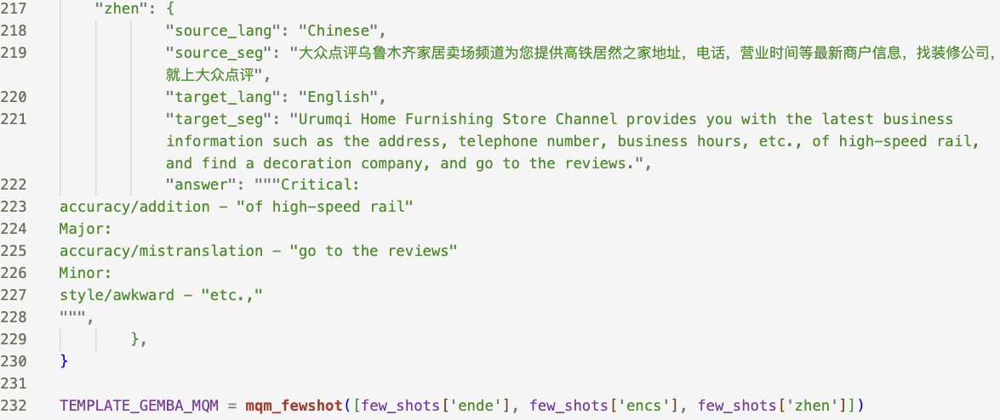 217 "zhen": {
218 "source_lang": "Chinese",
219 "source_seg": "大众点评乌鲁木齐家居卖场频道为您提供高铁居然之家地址，电话，营业时间等最新商户信息，找装修公司，
就上大众点评",
220 "target_lang": "English",
221 "target_seg": "Urumqi Home Furnishing Store Channel provides you with the latest business
information such as the address, telephone number, business hours, etc., of high-speed rail,
and find a decoration company, and go to the reviews.",
222 "answer": """Critical:
223 accuracy/addition - "of high-speed rail"
224 Major:
225 accuracy/mistranslation - "go to the reviews"
226 Minor:
227 style/awkward - "etc.,"
228 """,
229 },
230 }
231
232 TEMPLATE_GEMBA_MQM = mqm_fewshot([few_shots['ende'], few_shots['encs'], few_shots['zhen']])